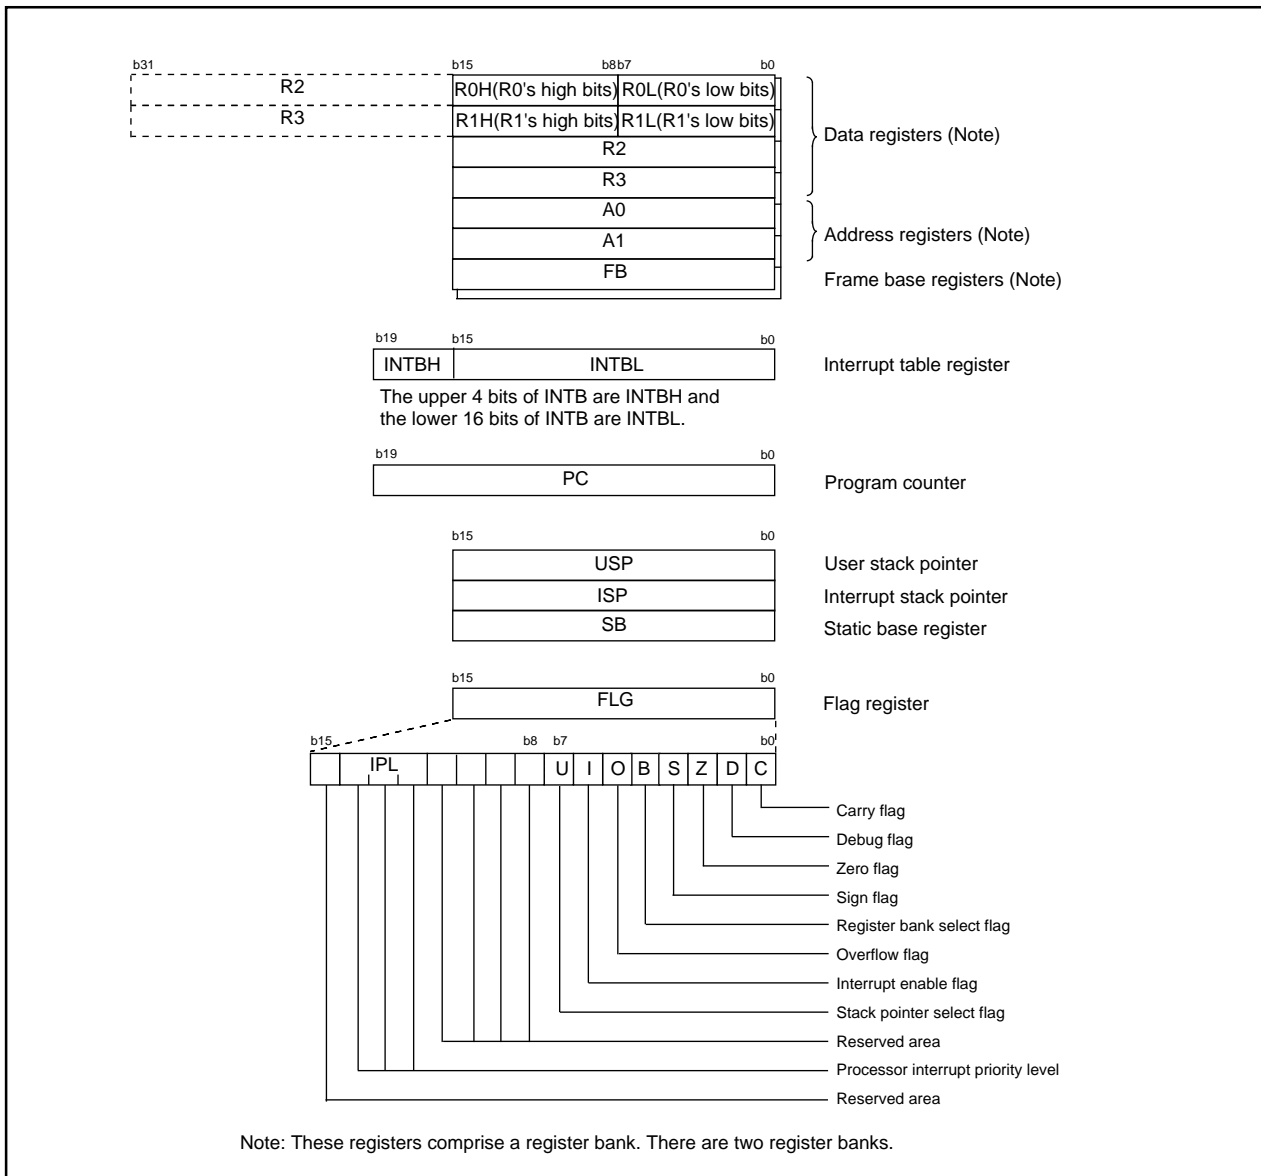 b31 b15 b8 b7 b0
R2 R0H(R0's high bits) R0L(R0's low bits)
R3 R1H(R1's high bits) R1L(R1's low bits)
Data registers (Note)
R2
R3
A0
Address registers (Note)
A1
FB
Frame base registers (Note)
b19 b15 b0
INTBH INTBL Interrupt table register
The upper 4 bits of INTB are INTBH and
the lower 16 bits of INTB are INTBL.
b19 b0
PC Program counter
b15 b0
USP User stack pointer
ISP Interrupt stack pointer
SB Static base register
b15 b0
FLG Flag register
b15 b8 b7 b0
IPL U I O B S Z D C
Carry flag
Debug flag
Zero flag
Sign flag
Register bank select flag
Overflow flag
Interrupt enable flag
Stack pointer select flag
Reserved area
Processor interrupt priority level
Reserved area
Note: These registers comprise a register bank. There are two register banks.